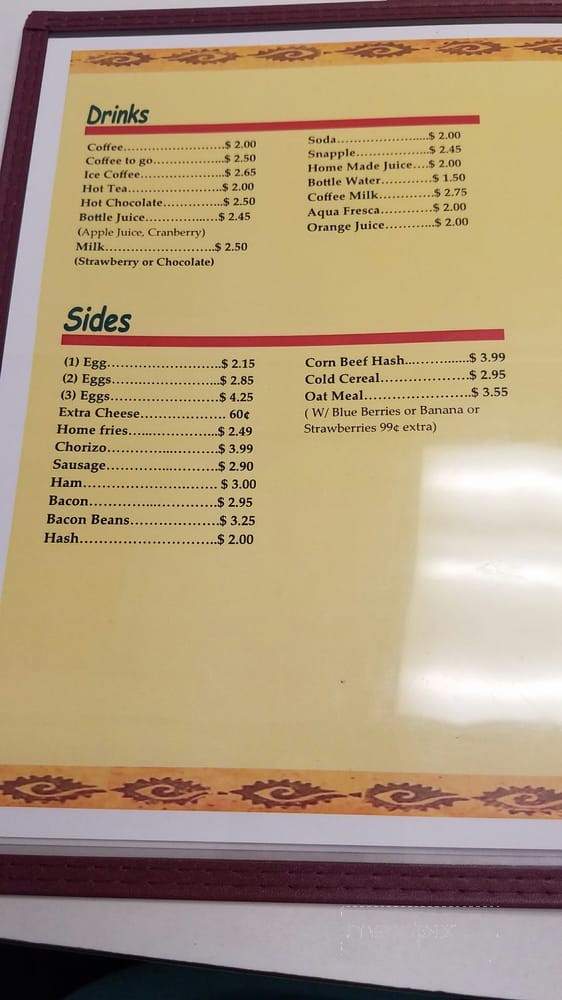 Drinks
Coffee.........................$ 2.00
Coffee to go..................$ 2.50
Ice Coffee.....................$ 2.65
Hot Tea.......................$ 2.00
Hot Chocolate...............$ 2.50
Bottle Juice..................$ 2.45
(Apple Juice, Cranberry)
Milk...........................$ 2.50
(Strawberry or Chocolate)
Soda.......................$ 2.00
Snapple..................$ 2.45
Home Made Juice....$ 2.00
Bottle Water............$ 1.50
Coffee Milk..............$ 2.75
Aqua Fresca.............$ 2.00
Orange Juice............$ 2.00
Sides
(1) Egg............................$ 2.15
(2) Eggs...........................$ 2.85
(3) Eggs...........................$ 4.25
Extra Cheese..................... 60¢
Home fries......................$ 2.49
Chorizo...........................$ 3.99
Sausage...........................$ 2.90
Ham................................. $ 3.00
Bacon...............................$ 2.95
Bacon Beans......................$ 3.25
Hash..................................$ 2.00
Corn Beef Hash................$ 3.99
Cold Cereal......................$ 2.95
Oat Meal..........................$ 3.55
( W/ Blue Berries or Banana or
Strawberries 99¢ extra)